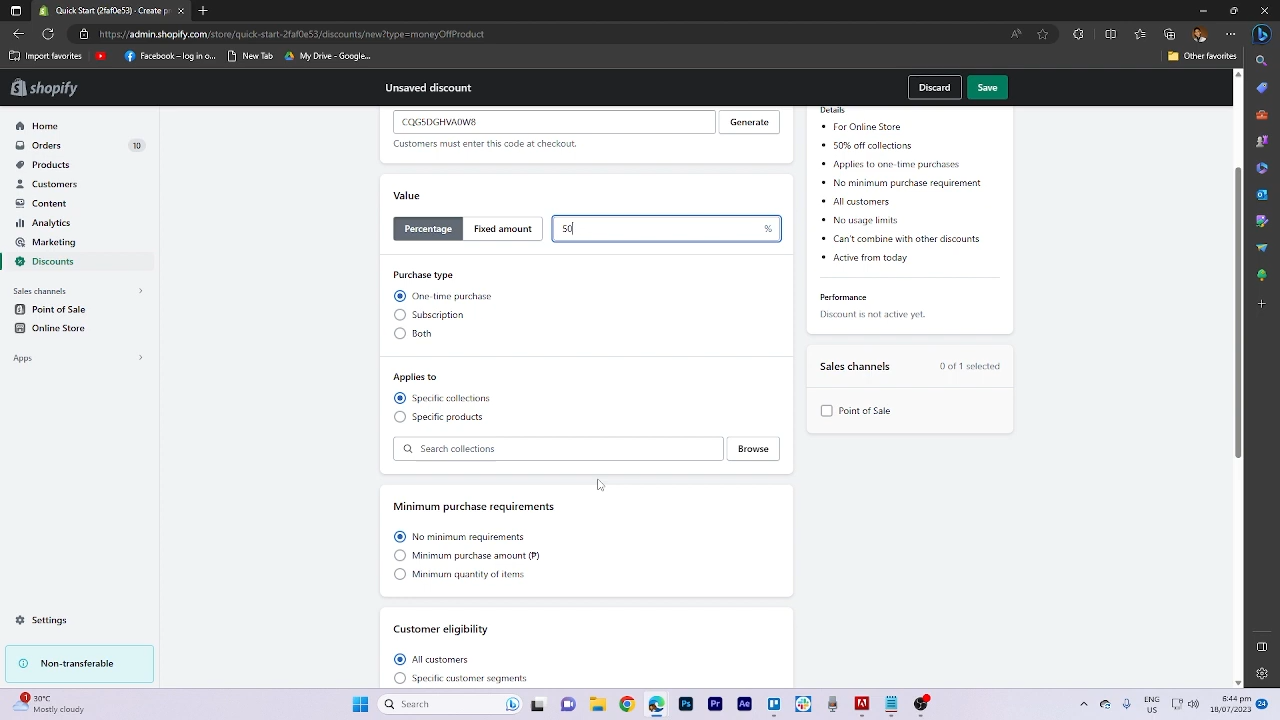 Quick Start (2faf0e53) - Create pr
https://admin.shopify.com/store/quick-start-2faf0e53/discounts/new?type=moneyOffProduct
Import favorites
Facebook – log in o...
New Tab
My Drive - Google...
Other favorites
shopify
Unsaved discount
Discard
Save
Home
Orders
10
Products
Customers
Content
Analytics
Marketing
Discounts
Sales channels
Point of Sale
Online Store
Apps
Settings
Non-transferable
CQG5DGHVA0W8
Generate
Customers must enter this code at checkout.
Value
Percentage
Fixed amount
50
%
Purchase type
One-time purchase
Subscription
Both
Applies to
Specific collections
Specific products
Search collections
Browse
Minimum purchase requirements
No minimum requirements
Minimum purchase amount (₱)
Minimum quantity of items
Customer eligibility
All customers
Specific customer segments
Details
For Online Store
50% off collections
Applies to one-time purchases
No minimum purchase requirement
All customers
No usage limits
Can't combine with other discounts
Active from today
Performance
Discount is not active yet.
Sales channels
0 of 1 selected
Point of Sale
1
30°C
Mostly cloudy
Search
ENG
US
6:44 pm
18/07/2023
24